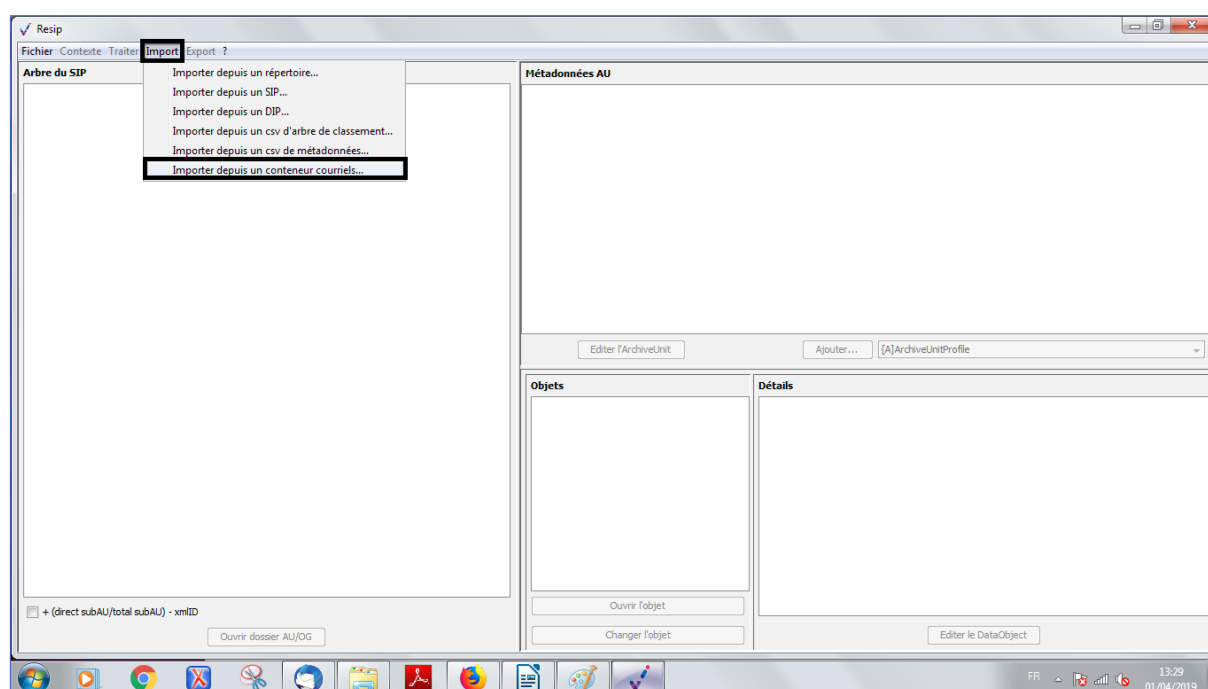 Resip
Fichier Contexte Traiter Import Export ?
Arbre du SIP
Importer depuis un répertoire...
Importer depuis un SIP...
Importer depuis un DIP...
Importer depuis un csv d'arbre de classement...
Importer depuis un csv de métadonnées...
Importer depuis un conteneur courriels...
Métadonnées AU
Editer l'ArchiveUnit
Ajouter...
[A]ArchiveUnitProfile
Objets
Détails
+ (direct subAU/total subAU) - xmlID
Ouvrir dossier AU/OG
Ouvrir l'objet
Changer l'objet
Editer le DataObject
FR
13:29
01/04/2019